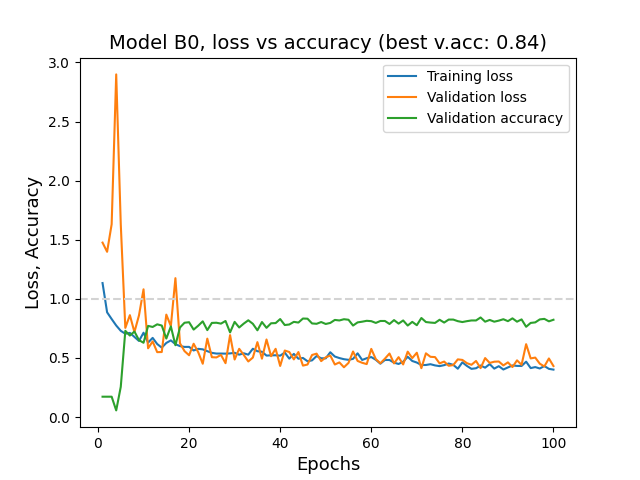 Model B0, loss vs accuracy (best v.acc: 0.84)
Training loss
Validation loss
Validation accuracy
Loss, Accuracy
3.0
2.5
2.0
1.5
1.0
0.5
0.0
0 20 40 60 80 100
Epochs